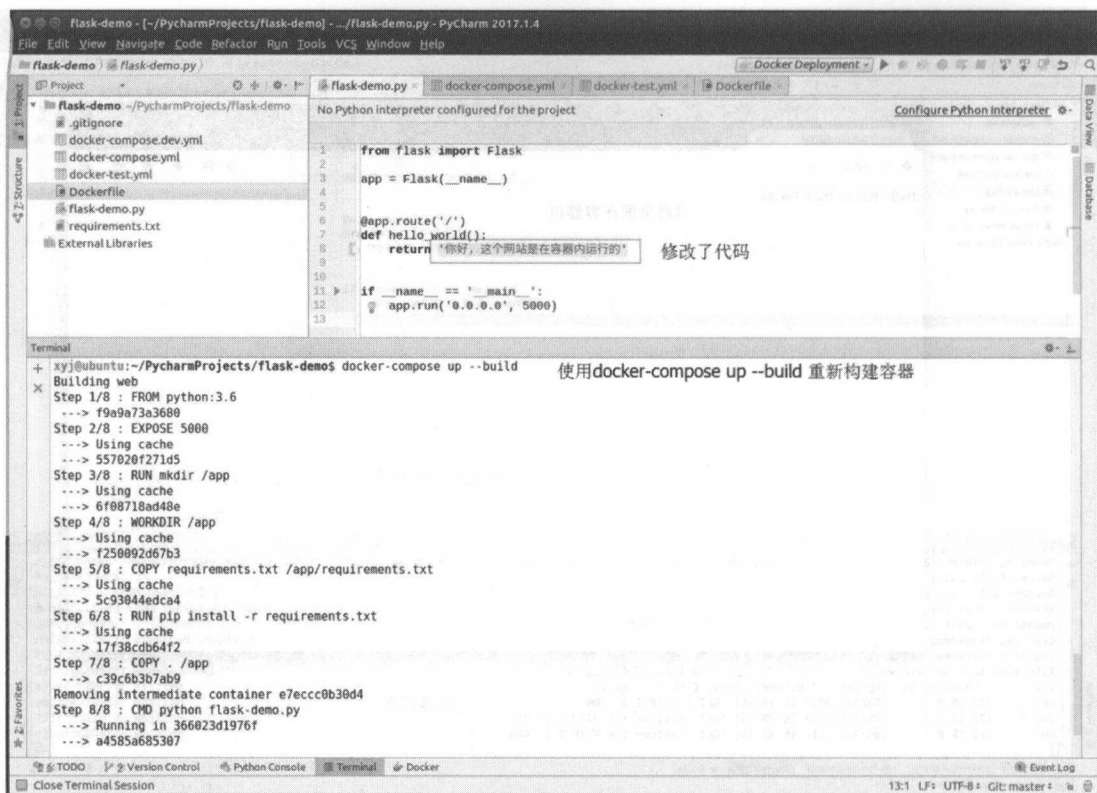 flask-demo - [~/PycharmProjects/flask-demo] - .../flask-demo.py - PyCharm 2017.1.4
File Edit View Navigate Code Refactor Run Tools VCS Window Help
flask-demo flask-demo.py
Docker Deployment
Project
flask-demo.py docker-compose.yml docker-test.yml Dockerfile
1: Project
7: Structure
2: Favorites
Data View
Database
flask-demo ~/PycharmProjects/flask-demo
.gitignore
docker-compose.dev.yml
docker-compose.yml
docker-test.yml
Dockerfile
flask-demo.py
requirements.txt
External Libraries
No Python interpreter configured for the project Configure Python Interpreter
1 from flask import Flask
2
3 app = Flask(__name__)
4
5
6 @app.route('/')
7 def hello_world():
8 return '你好，这个网站是在容器内运行的' 修改了代码
9
10
11 if __name__ == '__main__':
12 app.run('0.0.0.0', 5000)
13
Terminal
xyj@ubuntu:~/PycharmProjects/flask-demo$ docker-compose up --build
使用docker-compose up --build 重新构建容器
Building web
Step 1/8 : FROM python:3.6
---> f9a9a73a3680
Step 2/8 : EXPOSE 5000
---> Using cache
---> 557020f271d5
Step 3/8 : RUN mkdir /app
---> Using cache
---> 6f08718ad48e
Step 4/8 : WORKDIR /app
---> Using cache
---> f250092d67b3
Step 5/8 : COPY requirements.txt /app/requirements.txt
---> Using cache
---> 5c93044edca4
Step 6/8 : RUN pip install -r requirements.txt
---> Using cache
---> 17f38cdb64f2
Step 7/8 : COPY . /app
---> c39c6b3b7ab9
Removing intermediate container e7eccc0b30d4
Step 8/8 : CMD python flask-demo.py
---> Running in 366023d1976f
---> a4585a685307
6: TODO 9: Version Control Python Console Terminal Docker Event Log
Close Terminal Session 13:1 LF: UTF-8: Git: master: